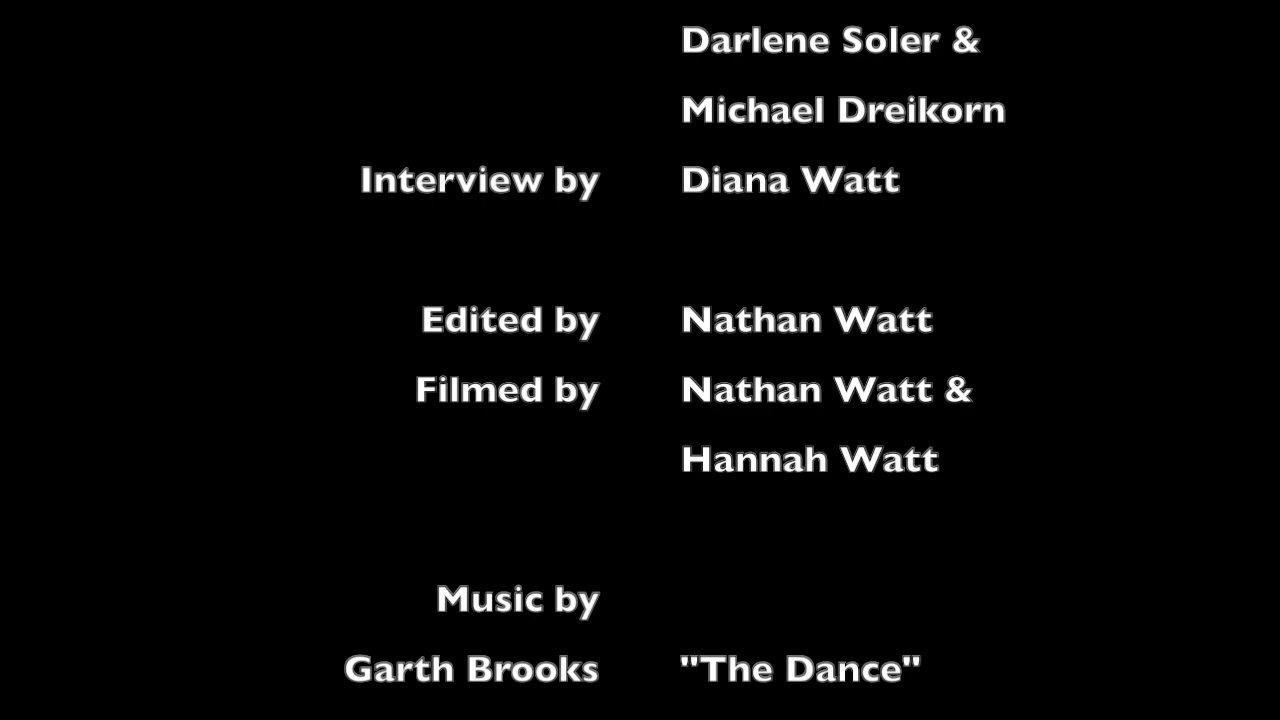 Darlene Soler &
Michael Dreikorn
Interview by Diana Watt
Edited by Nathan Watt
Filmed by Nathan Watt &
Hannah Watt
Music by
Garth Brooks "The Dance"